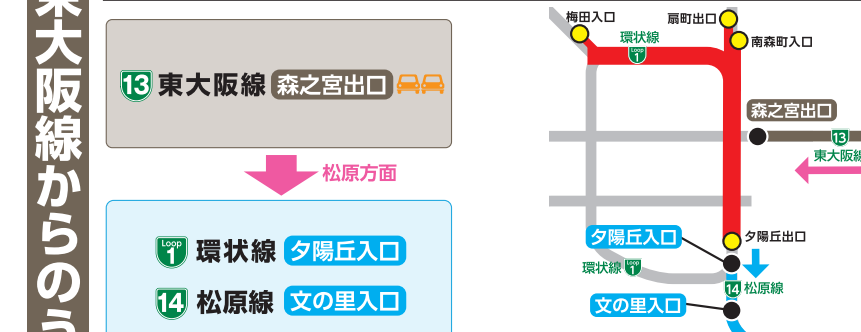 東大阪線からのう
13 東大阪線 森之宮出口
松原方面
Loop 1 環状線 夕陽丘入口
14 松原線 文の里入口
梅田入口
扇町出口
環状線
Loop 1
南森町入口
森之宮出口
13
東大阪線
夕陽丘入口
夕陽丘出口
環状線 Loop 1
14 松原線
文の里入口